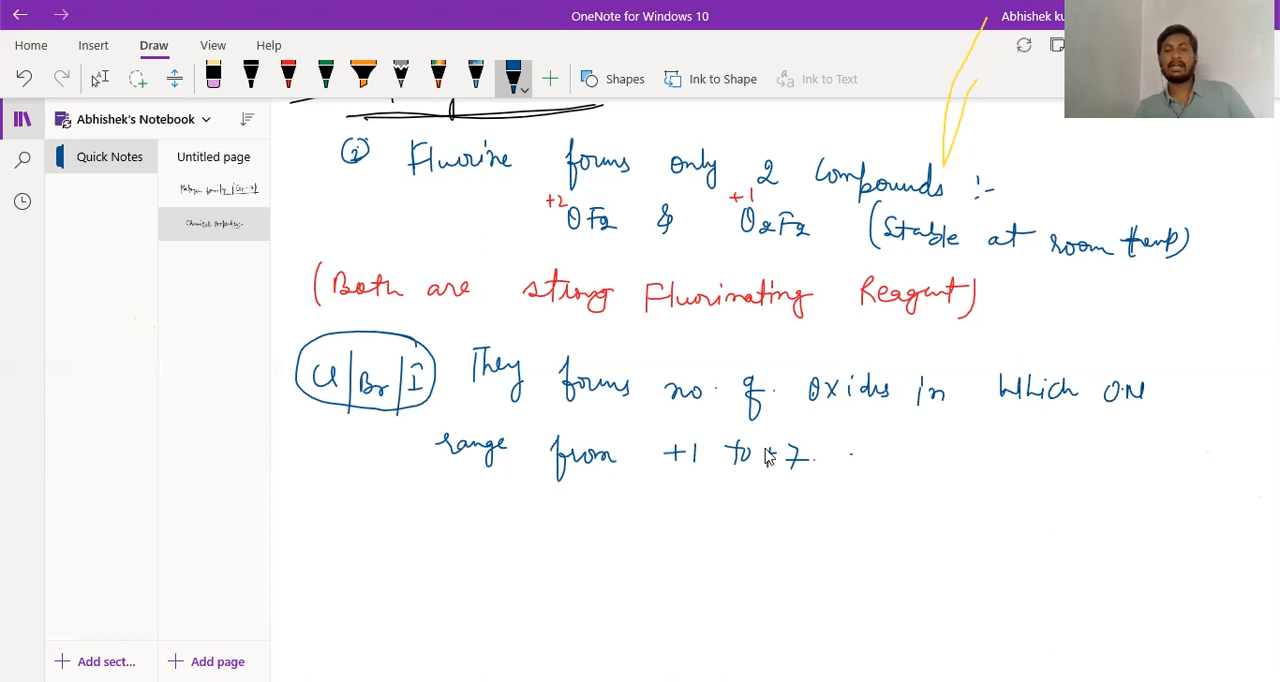 OneNote for Windows 10
Abhishek ku
Home Insert Draw View Help
Shapes Ink to Shape Ink to Text
Abhishek's Notebook
Quick Notes
Untitled page
Add sect...
Add page
(i) Fluorine forms only 2 compounds :-
+2 +1
OF2 & O2F2 (Stable at room temp)
(Both are strong Fluorinating Reagent)
Cl|Br|I They forms no. of. oxides in which O.N
range from +1 to +7.